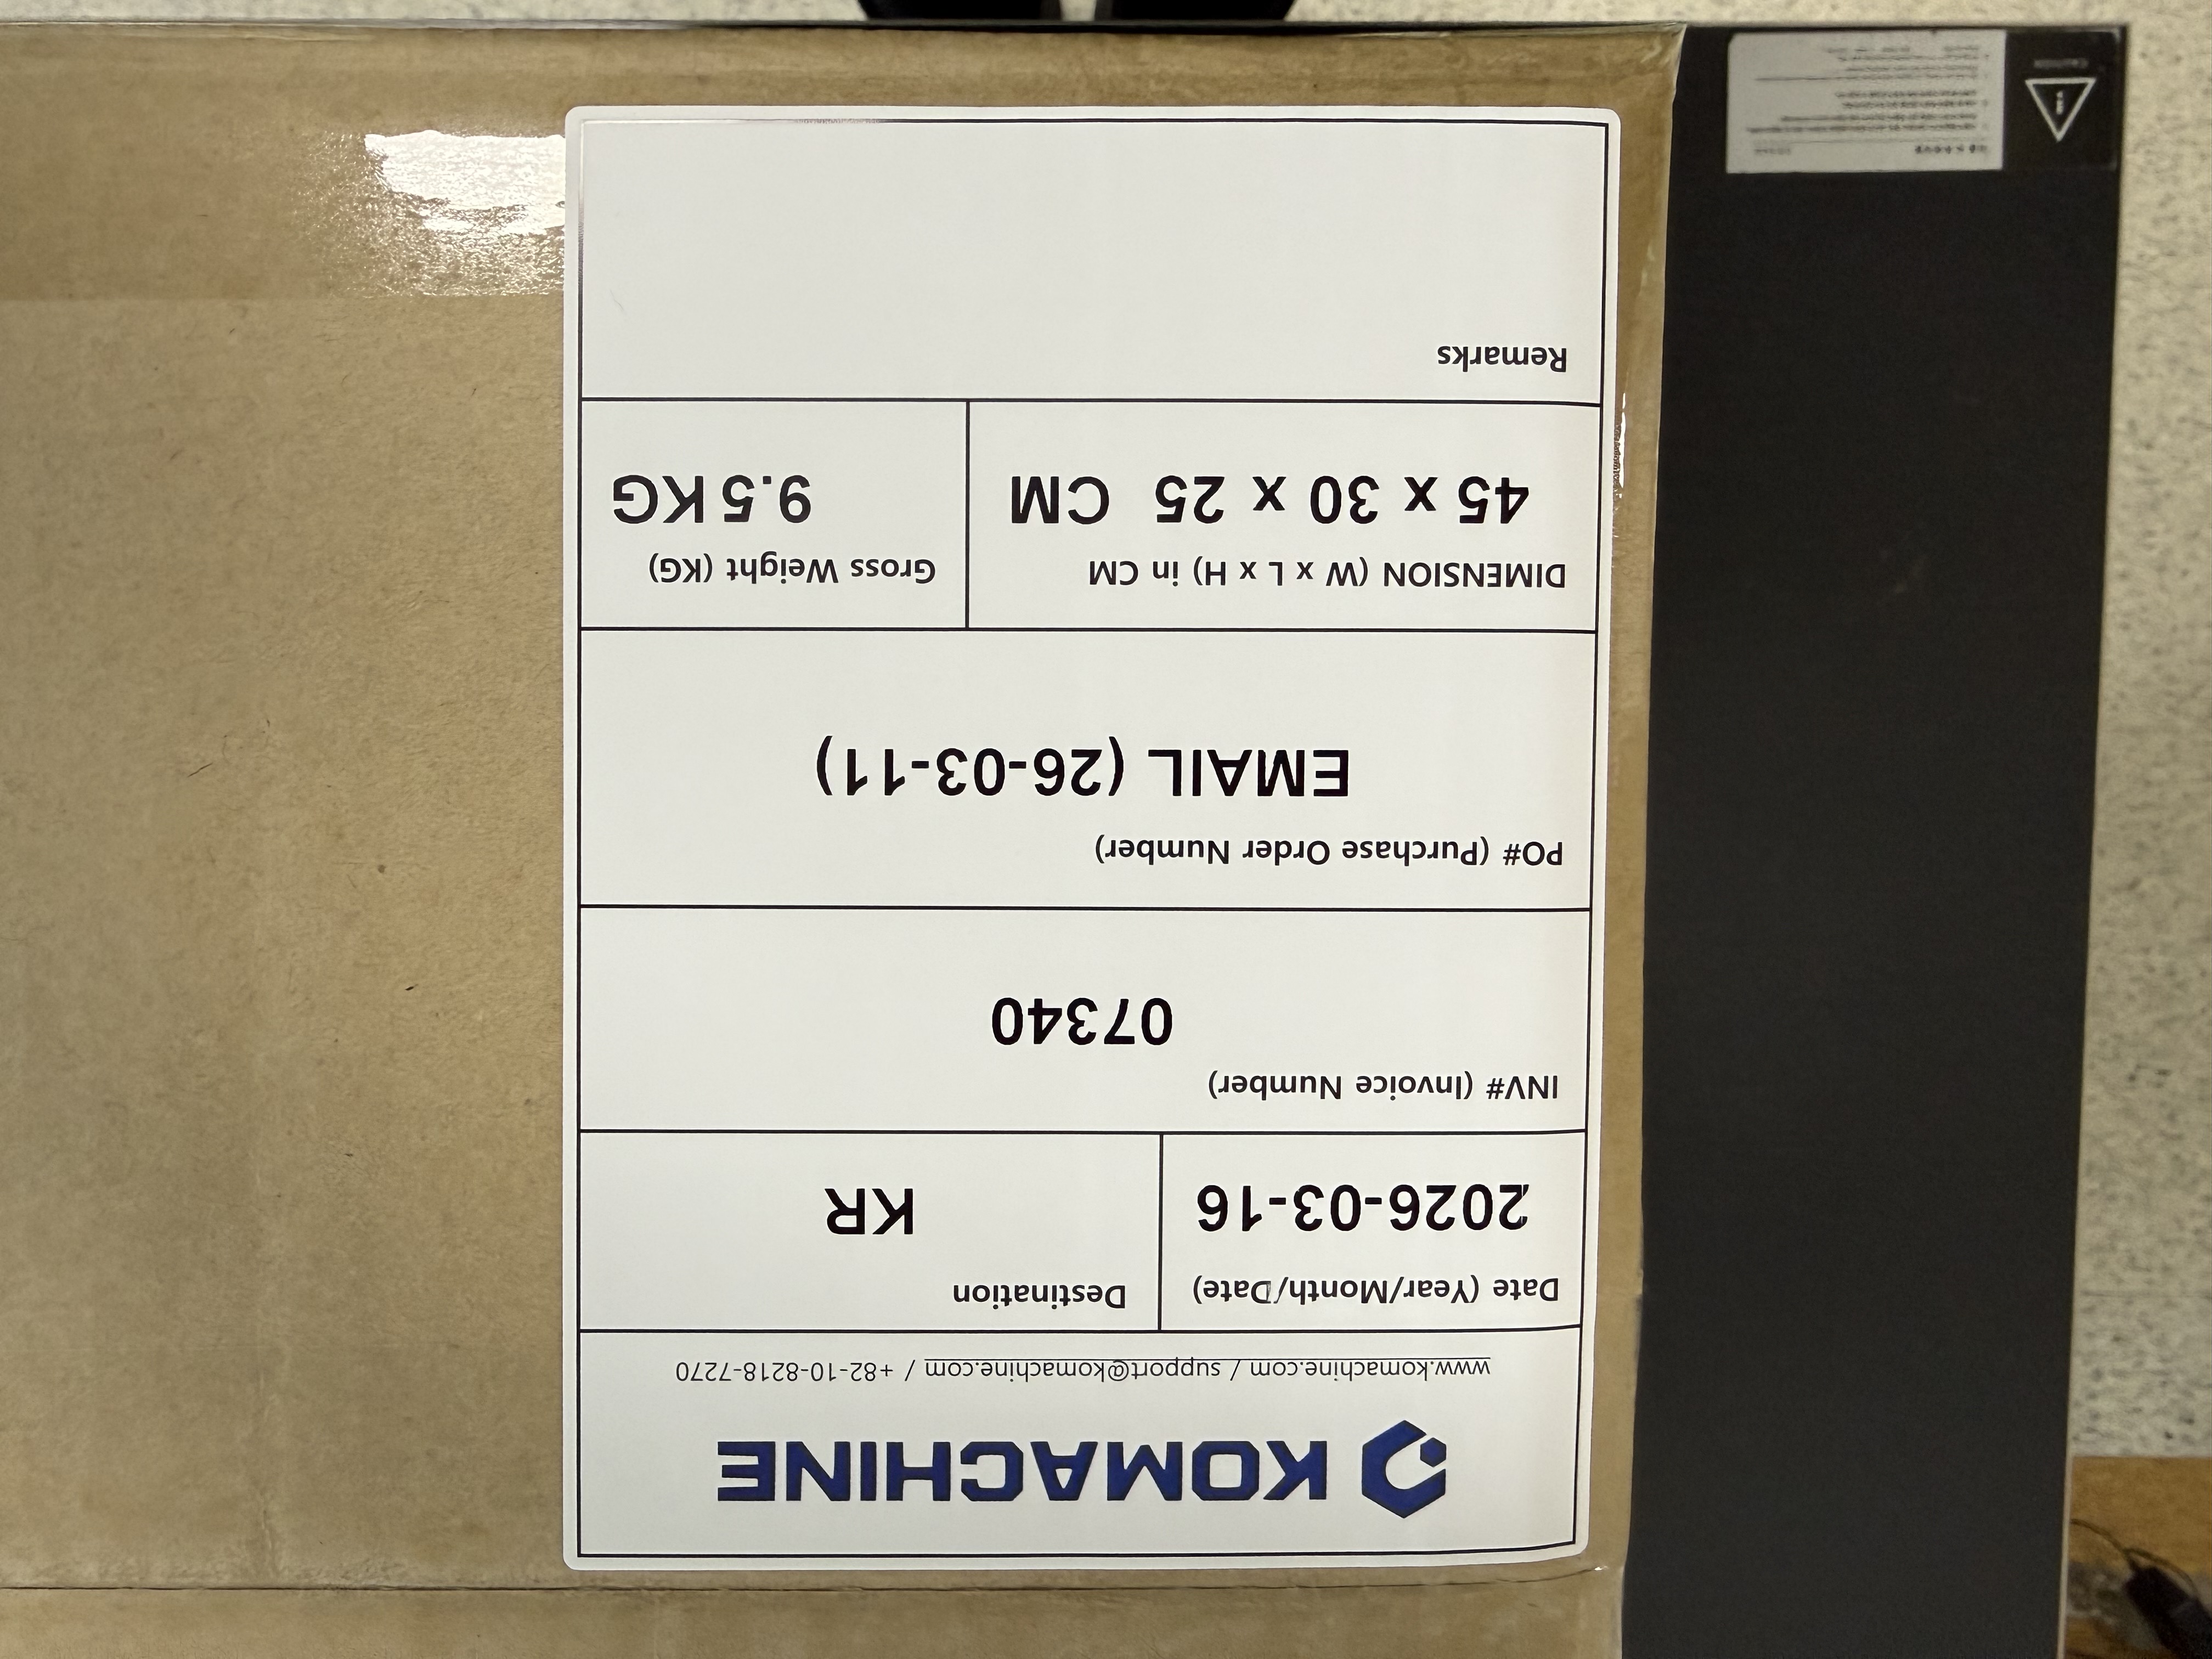 KOMACHINE
www.komachine.com / support@komachine.com / +82-10-8218-7270
Date (Year/Month/Date)
2026-03-16
Destination
KR
INV# (Invoice Number)
07340
PO# (Purchase Order Number)
EMAIL (26-03-11)
DIMENSION (W x L x H) in CM
45 x 30 x 25 CM
Gross Weight (KG)
9.5 KG
Remarks